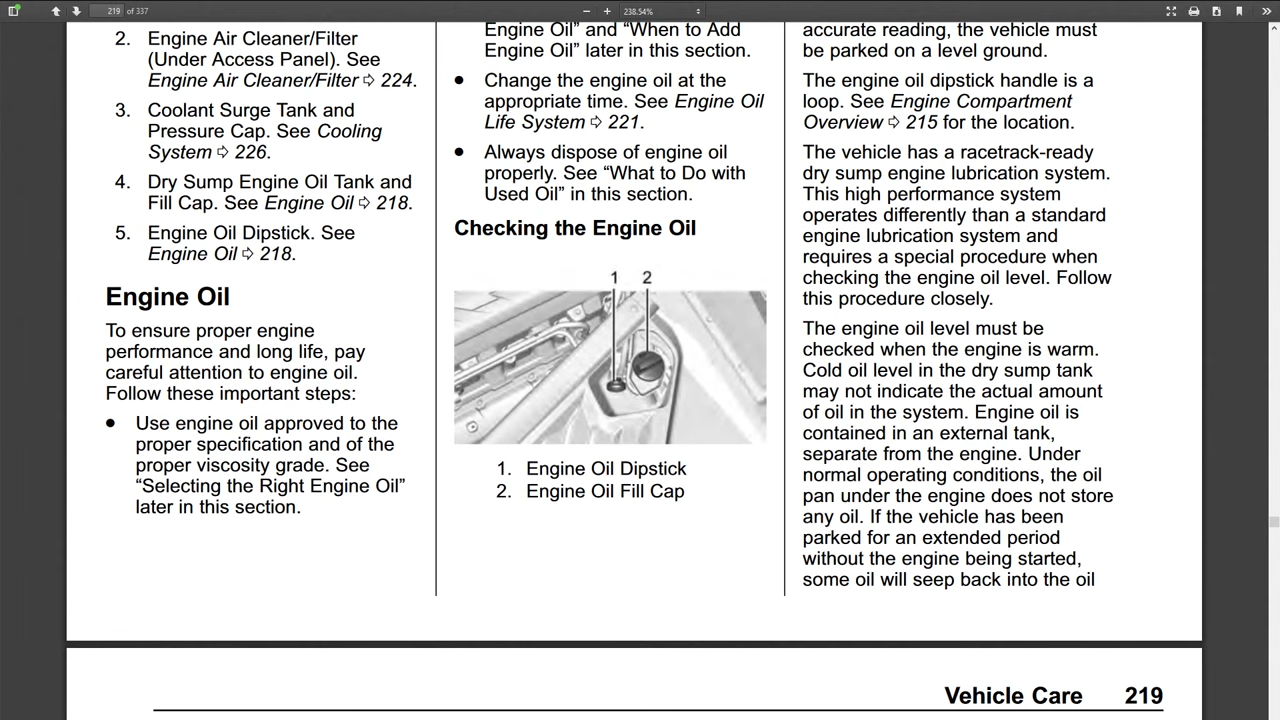 219 of 337
238.54%
2. Engine Air Cleaner/Filter
(Under Access Panel). See
Engine Air Cleaner/Filter ⇨ 224.
3. Coolant Surge Tank and
Pressure Cap. See Cooling
System ⇨ 226.
4. Dry Sump Engine Oil Tank and
Fill Cap. See Engine Oil ⇨ 218.
5. Engine Oil Dipstick. See
Engine Oil ⇨ 218.
Engine Oil
To ensure proper engine
performance and long life, pay
careful attention to engine oil.
Follow these important steps:
• Use engine oil approved to the
proper specification and of the
proper viscosity grade. See
“Selecting the Right Engine Oil”
later in this section.
Engine Oil” and “When to Add
Engine Oil” later in this section.
• Change the engine oil at the
appropriate time. See Engine Oil
Life System ⇨ 221.
• Always dispose of engine oil
properly. See “What to Do with
Used Oil” in this section.
Checking the Engine Oil
1 2
1. Engine Oil Dipstick
2. Engine Oil Fill Cap
accurate reading, the vehicle must
be parked on a level ground.
The engine oil dipstick handle is a
loop. See Engine Compartment
Overview ⇨ 215 for the location.
The vehicle has a racetrack-ready
dry sump engine lubrication system.
This high performance system
operates differently than a standard
engine lubrication system and
requires a special procedure when
checking the engine oil level. Follow
this procedure closely.
The engine oil level must be
checked when the engine is warm.
Cold oil level in the dry sump tank
may not indicate the actual amount
of oil in the system. Engine oil is
contained in an external tank,
separate from the engine. Under
normal operating conditions, the oil
pan under the engine does not store
any oil. If the vehicle has been
parked for an extended period
without the engine being started,
some oil will seep back into the oil
Vehicle Care 219